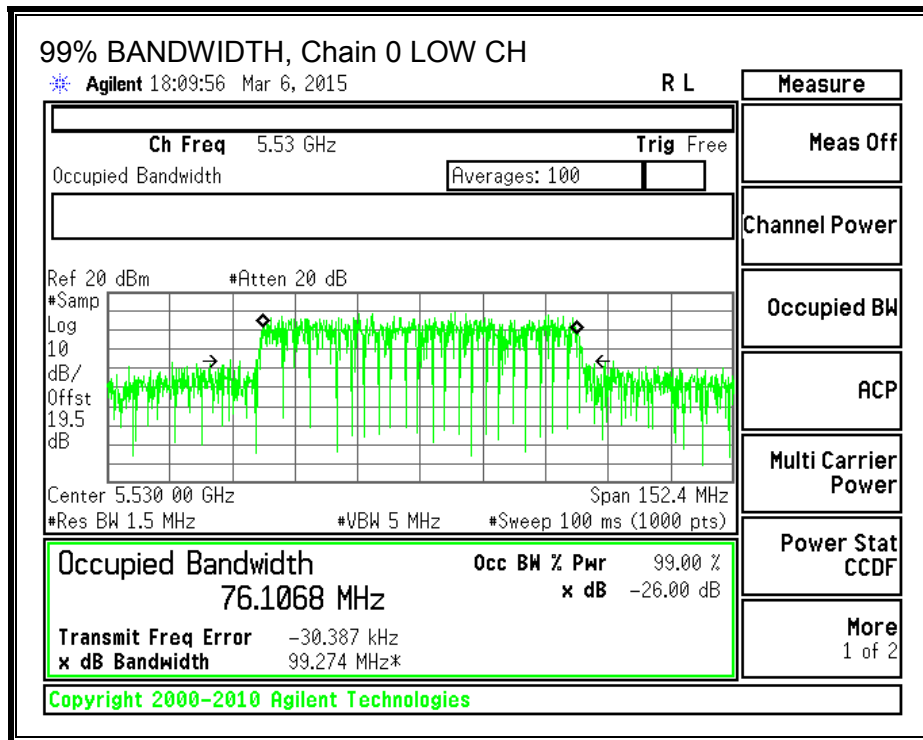 99% BANDWIDTH, Chain 0 LOW CH
Agilent 18:09:56 Mar 6, 2015 R L
Measure
Ch Freq 5.53 GHz Trig Free
Occupied Bandwidth Averages: 100
Meas Off
Channel Power
Occupied BW
ACP
Multi Carrier
Power
Power Stat
CCDF
More
1 of 2
Ref 20 dBm #Atten 20 dB
#Samp
Log
10
dB/
Offst
19.5
dB
Center 5.530 00 GHz Span 152.4 MHz
#Res BW 1.5 MHz #VBW 5 MHz #Sweep 100 ms (1000 pts)
Occupied Bandwidth Occ BW % Pwr 99.00 %
76.1068 MHz x dB -26.00 dB
Transmit Freq Error -30.387 kHz
x dB Bandwidth 99.274 MHz*
Copyright 2000-2010 Agilent Technologies